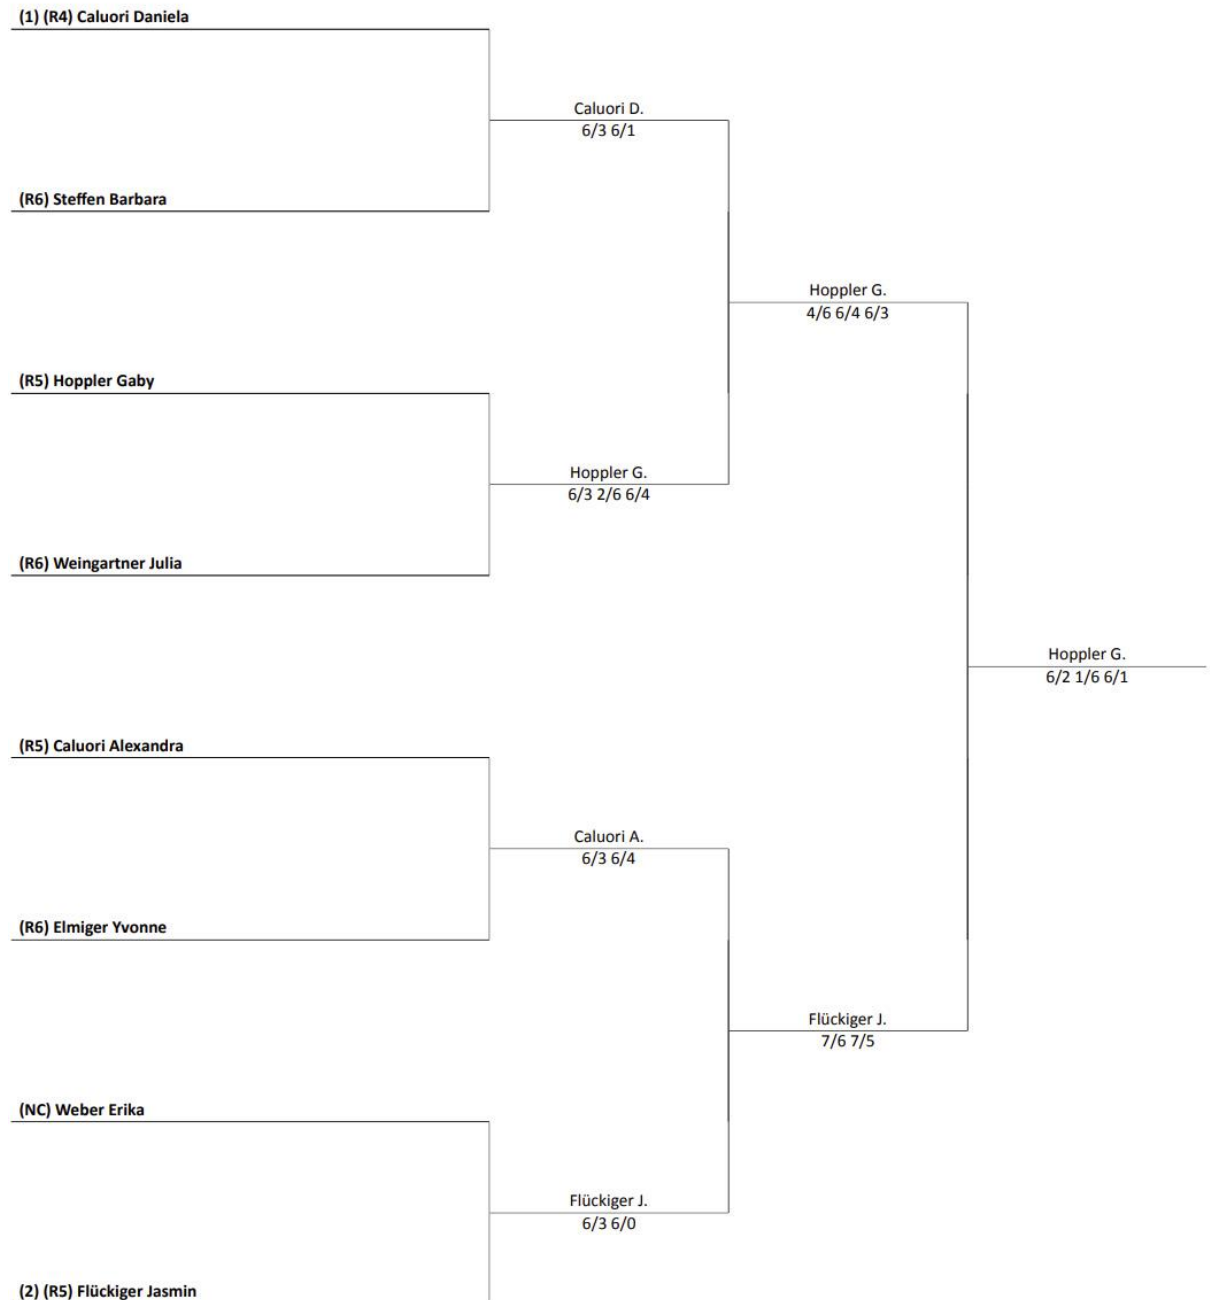 (1) (R4) Caluori Daniela
Caluori D.
6/3 6/1
(R6) Steffen Barbara
Hoppler G.
4/6 6/4 6/3
(R5) Hoppler Gaby
Hoppler G.
6/3 2/6 6/4
(R6) Weingartner Julia
Hoppler G.
6/2 1/6 6/1
(R5) Caluori Alexandra
Caluori A.
6/3 6/4
(R6) Elmiger Yvonne
Flückiger J.
7/6 7/5
(NC) Weber Erika
Flückiger J.
6/3 6/0
(2) (R5) Flückiger Jasmin